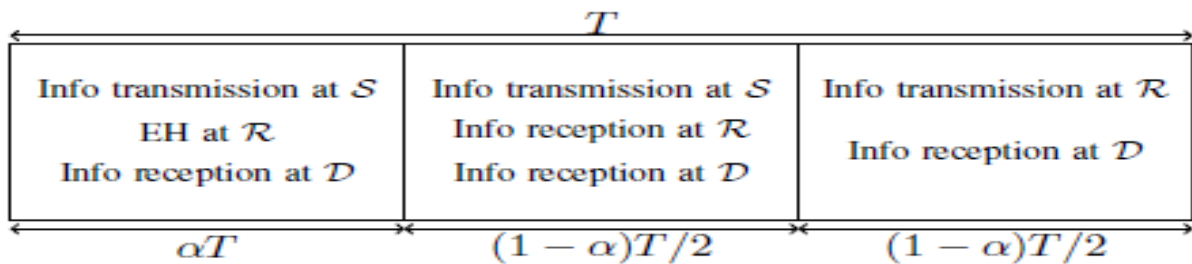 T
Info transmission at 𝒮
EH at ℛ
Info reception at 𝒟
Info transmission at 𝒮
Info reception at ℛ
Info reception at 𝒟
Info transmission at ℛ
Info reception at 𝒟
αT
(1 − α)T/2
(1 − α)T/2